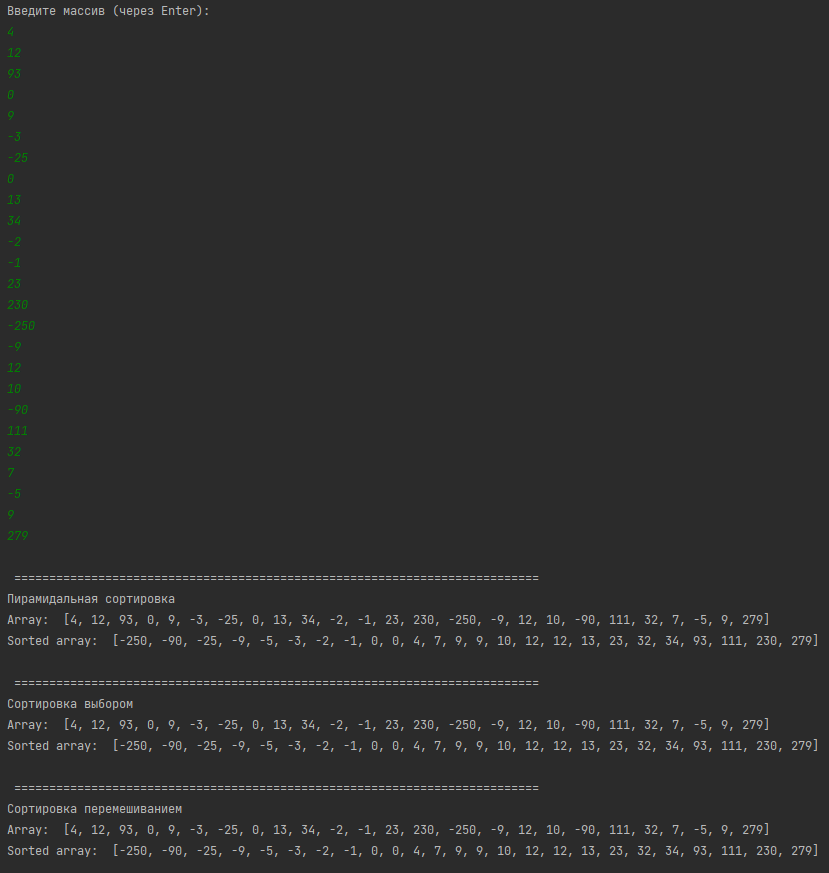 Введите массив (через Enter):
4
12
93
0
9
-3
-25
0
13
34
-2
-1
23
230
-250
-9
12
10
-90
111
32
7
-5
9
279
===========================================================================
Пирамидальная сортировка
Array:  [4, 12, 93, 0, 9, -3, -25, 0, 13, 34, -2, -1, 23, 230, -250, -9, 12, 10, -90, 111, 32, 7, -5, 9, 279]
Sorted array:  [-250, -90, -25, -9, -5, -3, -2, -1, 0, 0, 4, 7, 9, 9, 10, 12, 12, 13, 23, 32, 34, 93, 111, 230, 279]
===========================================================================
Сортировка выбором
Array:  [4, 12, 93, 0, 9, -3, -25, 0, 13, 34, -2, -1, 23, 230, -250, -9, 12, 10, -90, 111, 32, 7, -5, 9, 279]
Sorted array:  [-250, -90, -25, -9, -5, -3, -2, -1, 0, 0, 4, 7, 9, 9, 10, 12, 12, 13, 23, 32, 34, 93, 111, 230, 279]
===========================================================================
Сортировка перемешиванием
Array:  [4, 12, 93, 0, 9, -3, -25, 0, 13, 34, -2, -1, 23, 230, -250, -9, 12, 10, -90, 111, 32, 7, -5, 9, 279]
Sorted array:  [-250, -90, -25, -9, -5, -3, -2, -1, 0, 0, 4, 7, 9, 9, 10, 12, 12, 13, 23, 32, 34, 93, 111, 230, 279]